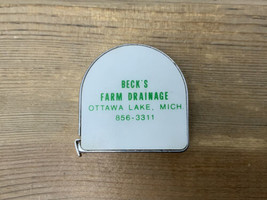 BECK'S
FARM DRAINAGE
OTTAWA LAKE, MICH
856-3311